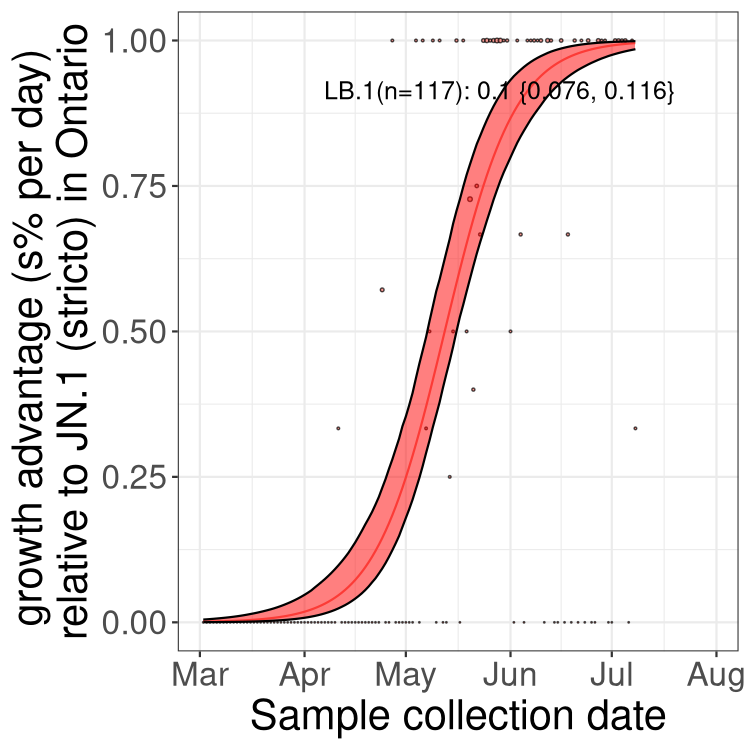 growth advantage (s% per day)
relative to JN.1 (stricto) in Ontario
1.00
0.75
0.50
0.25
0.00
LB.1(n=117): 0.1 {0.076, 0.116}
Mar Apr May Jun Jul Aug
Sample collection date